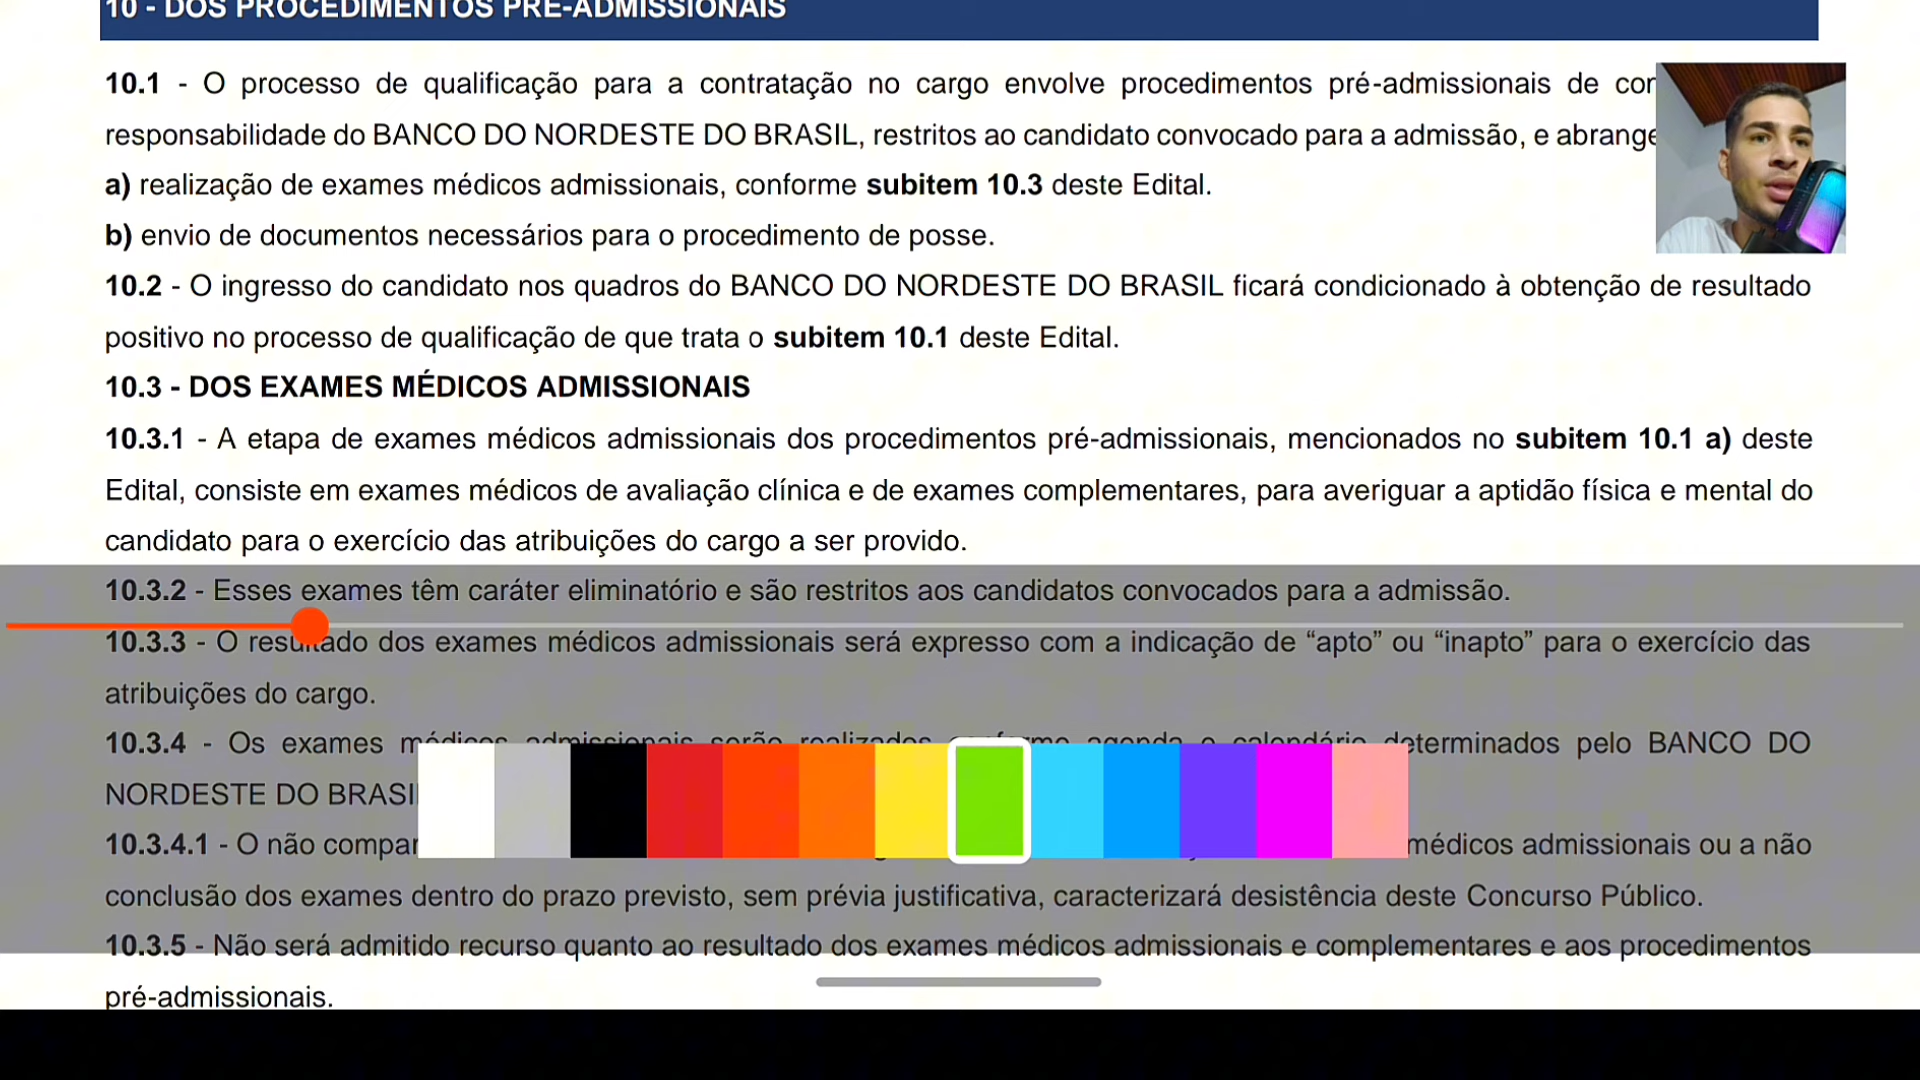 10 - DOS PROCEDIMENTOS PRÉ-ADMISSIONAIS
10.1 - O processo de qualificação para a contratação no cargo envolve procedimentos pré-admissionais de
responsabilidade do BANCO DO NORDESTE DO BRASIL, restritos ao candidato convocado para a admissão, e abrange
a) realização de exames médicos admissionais, conforme subitem 10.3 deste Edital.
b) envio de documentos necessários para o procedimento de posse.
10.2 - O ingresso do candidato nos quadros do BANCO DO NORDESTE DO BRASIL ficará condicionado à obtenção de resultado
positivo no processo de qualificação de que trata o subitem 10.1 deste Edital.
10.3 - DOS EXAMES MÉDICOS ADMISSIONAIS
10.3.1 - A etapa de exames médicos admissionais dos procedimentos pré-admissionais, mencionados no subitem 10.1 a) deste
Edital, consiste em exames médicos de avaliação clínica e de exames complementares, para averiguar a aptidão física e mental do
candidato para o exercício das atribuições do cargo a ser provido.
10.3.2 - Esses exames têm caráter eliminatório e são restritos aos candidatos convocados para a admissão.
10.3.3 - O resultado dos exames médicos admissionais será expresso com a indicação de “apto” ou “inapto” para o exercício das
atribuições do cargo.
10.3.4 - Os exames médicos admissionais serão realizados conforme agenda e calendário determinados pelo BANCO DO
NORDESTE DO BRASIL
10.3.4.1 - O não médicos admissionais ou a não
conclusão dos exames dentro do prazo previsto, sem prévia justificativa, caracterizará desistência deste Concurso Público.
10.3.5 - Não será admitido recurso quanto ao resultado dos exames médicos admissionais e complementares e aos procedimentos
pré-admissionais.